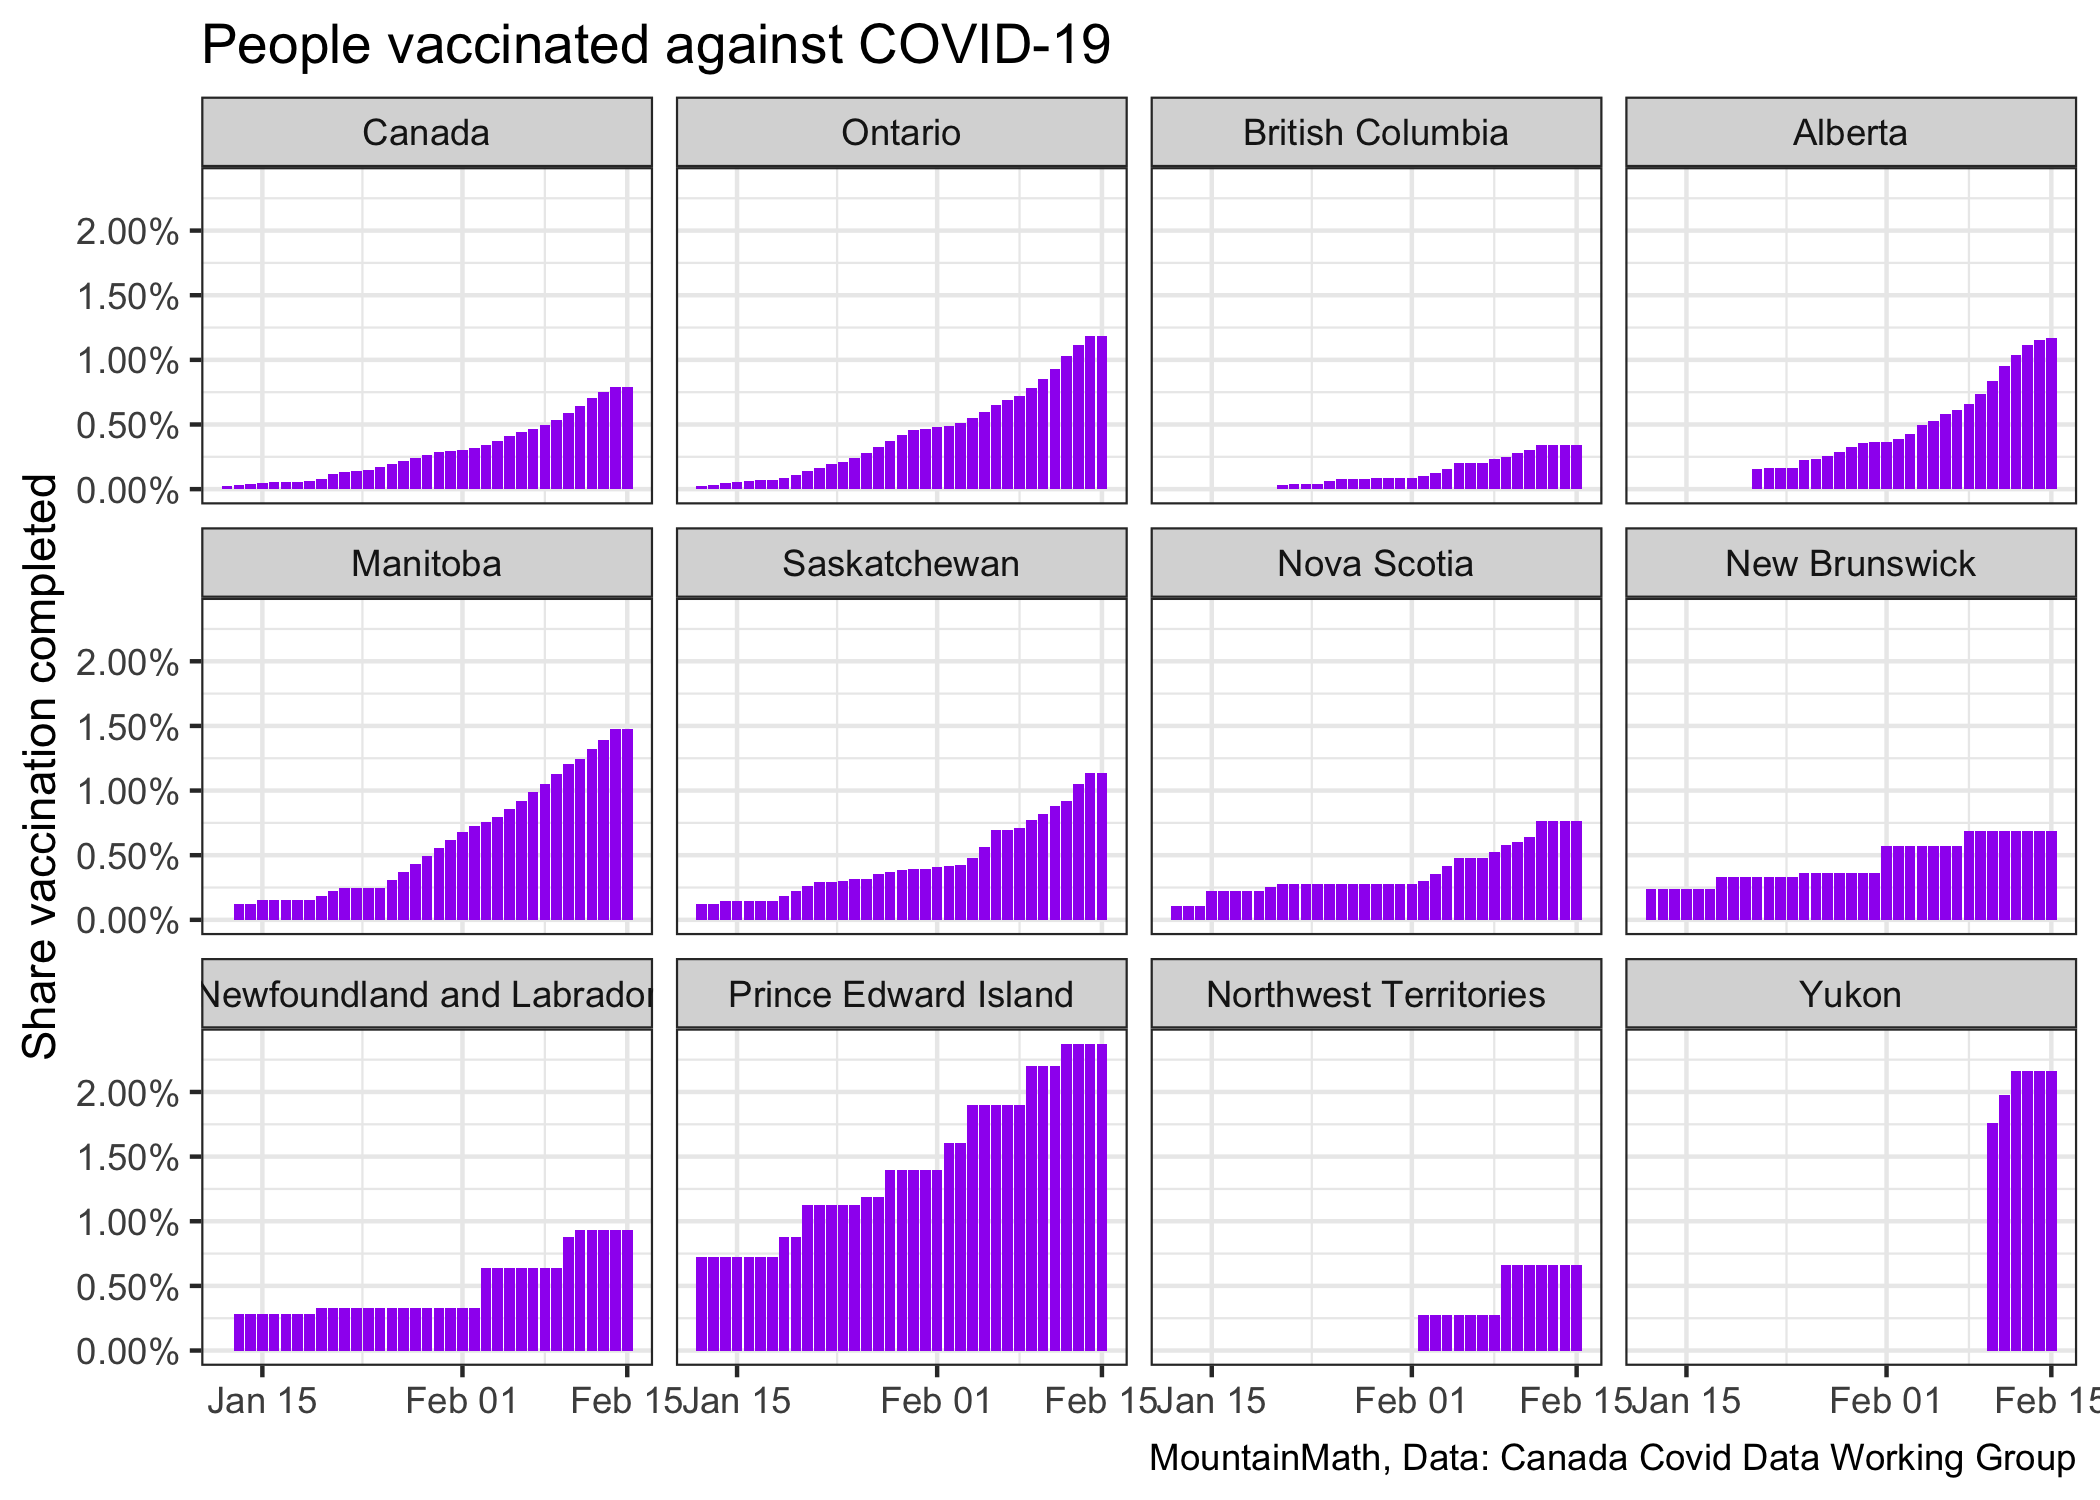 People vaccinated against COVID-19
Share vaccination completed
Canada
Ontario
British Columbia
Alberta
2.00%
1.50%
1.00%
0.50%
0.00%
Manitoba
Saskatchewan
Nova Scotia
New Brunswick
2.00%
1.50%
1.00%
0.50%
0.00%
Newfoundland and Labrador
Prince Edward Island
Northwest Territories
Yukon
2.00%
1.50%
1.00%
0.50%
0.00%
Jan 15 Feb 01 Feb 15 Jan 15 Feb 01 Feb 15 Jan 15 Feb 01 Feb 15 Jan 15 Feb 01 Feb 15
MountainMath, Data: Canada Covid Data Working Group